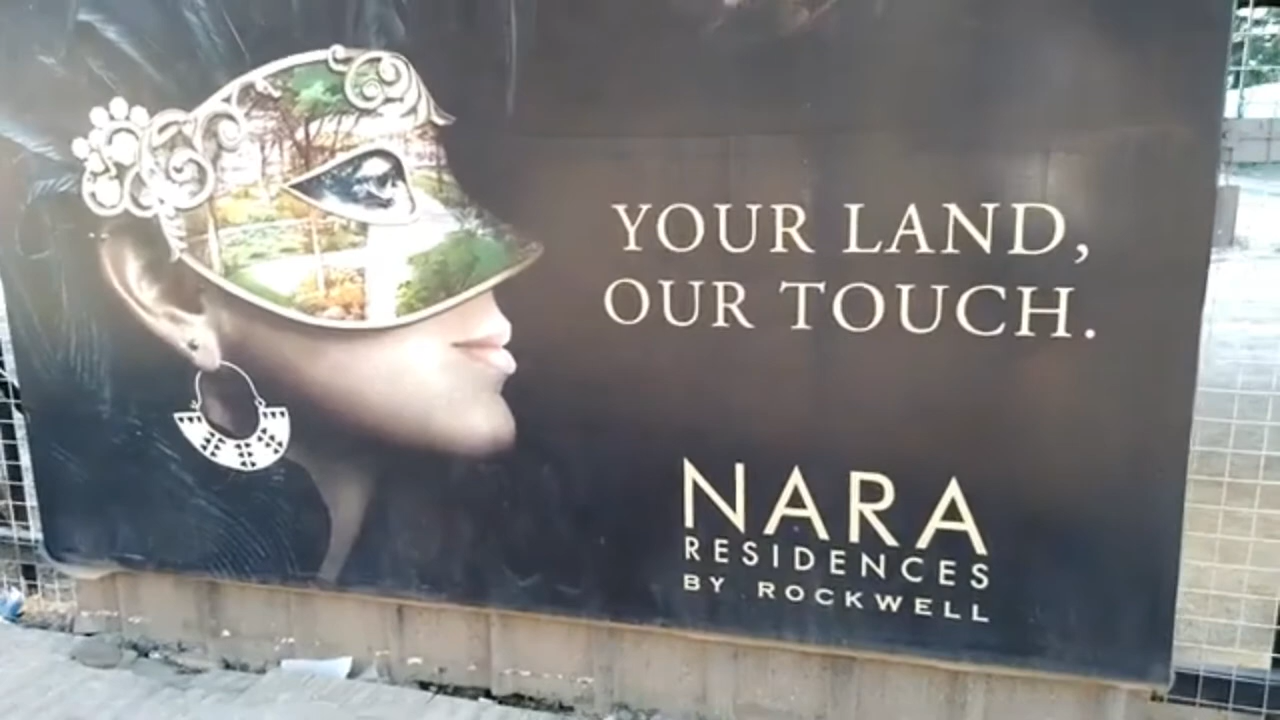 YOUR LAND,
OUR TOUCH.
NARA
RESIDENCES
BY ROCKWELL